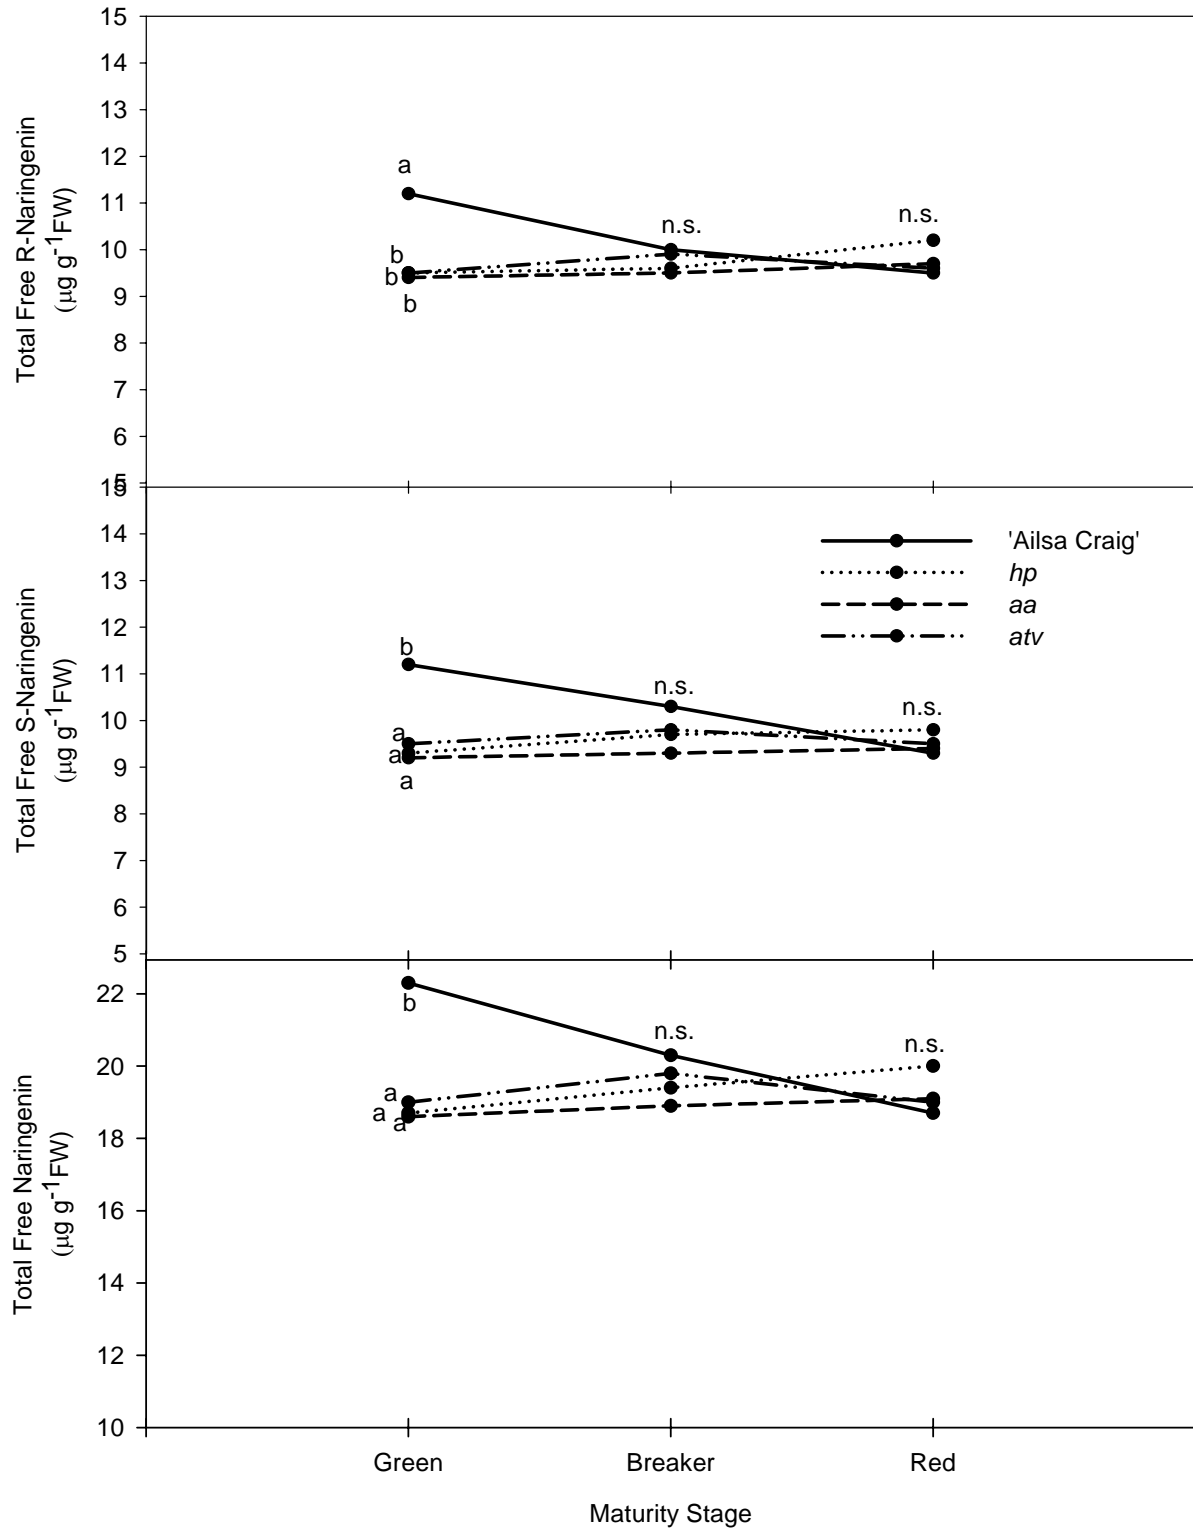 15
14
13
12
11
10
9
8
7
6
5
Total Free R-Naringenin
(μg g-1FW)
a
b
b
b
n.s.
n.s.
15
14
13
12
11
10
9
8
7
6
5
Total Free S-Naringenin
(μg g-1FW)
'Ailsa Craig'
hp
aa
atv
b
a
a
a
n.s.
n.s.
22
20
18
16
14
12
10
Total Free Naringenin
(μg g-1FW)
b
a
a
a
n.s.
n.s.
Green Breaker Red
Maturity Stage